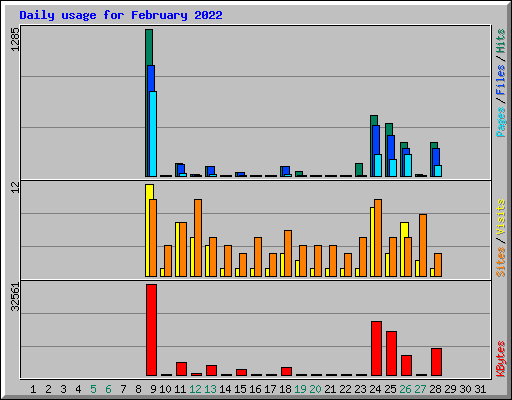 Daily usage for February 2022
1285
Pages / Files / Hits
12
Sites / Visits
32561
KBytes
1 2 3 4 5 6 7 8 9 10 11 12 13 14 15 16 17 18 19 20 21 22 23 24 25 26 27 28 29 30 31